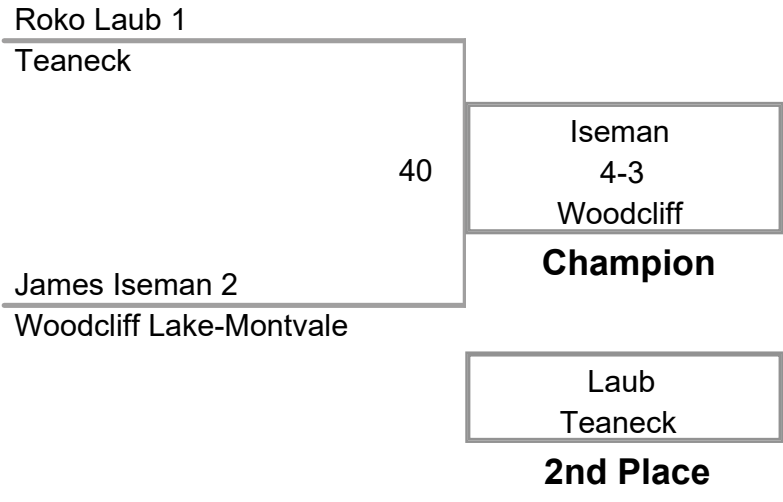 Roko Laub 1
Teaneck
40
Iseman
4-3
Woodcliff
Champion
James Iseman 2
Woodcliff Lake-Montvale
Laub
Teaneck
2nd Place